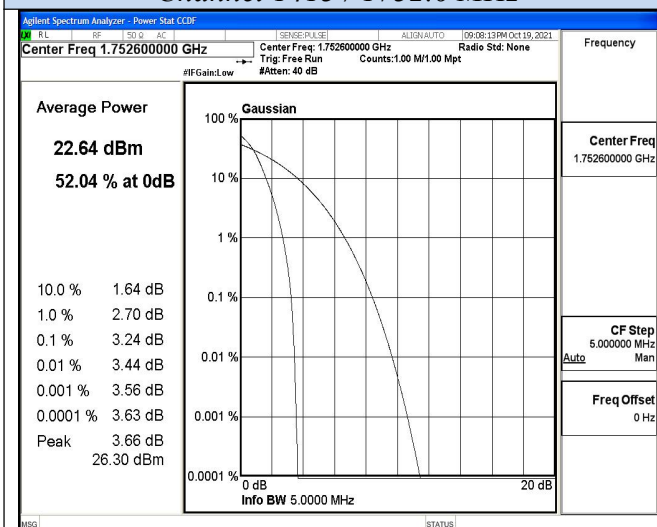 Agilent Spectrum Analyzer - Power Stat CCDF
RL RF 50 Ω AC SENSE:PULSE ALIGN AUTO 09:08:13 PM Oct 19, 2021
Center Freq 1.752600000 GHz
Center Freq: 1.752600000 GHz Radio Std: None
Trig: Free Run Counts:1.00 M/1.00 Mpt
#IFGain:Low #Atten: 40 dB
Frequency
Average Power
22.64 dBm
52.04 % at 0dB
10.0 % 1.64 dB
1.0 % 2.70 dB
0.1 % 3.24 dB
0.01 % 3.44 dB
0.001 % 3.56 dB
0.0001 % 3.63 dB
Peak 3.66 dB
26.30 dBm
Gaussian
100 %
10 %
1 %
0.1 %
0.01 %
0.001 %
0.0001 %
0 dB 20 dB
Info BW 5.0000 MHz
Center Freq
1.752600000 GHz
CF Step
5.000000 MHz
Auto Man
Freq Offset
0 Hz
MSG STATUS